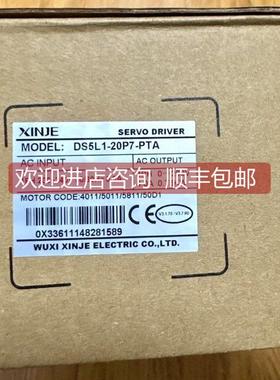 XINJE
SERVO DRIVER
MODEL: DS5L1-20P7-PTA
AC INPUT
AC OUTPUT
欢迎进店咨询 顺丰包邮
MOTOR CODE:4011/5011/5811/50D1
0X33611148281589
CE
WUXI XINJE ELECTRIC CO.,LTD.